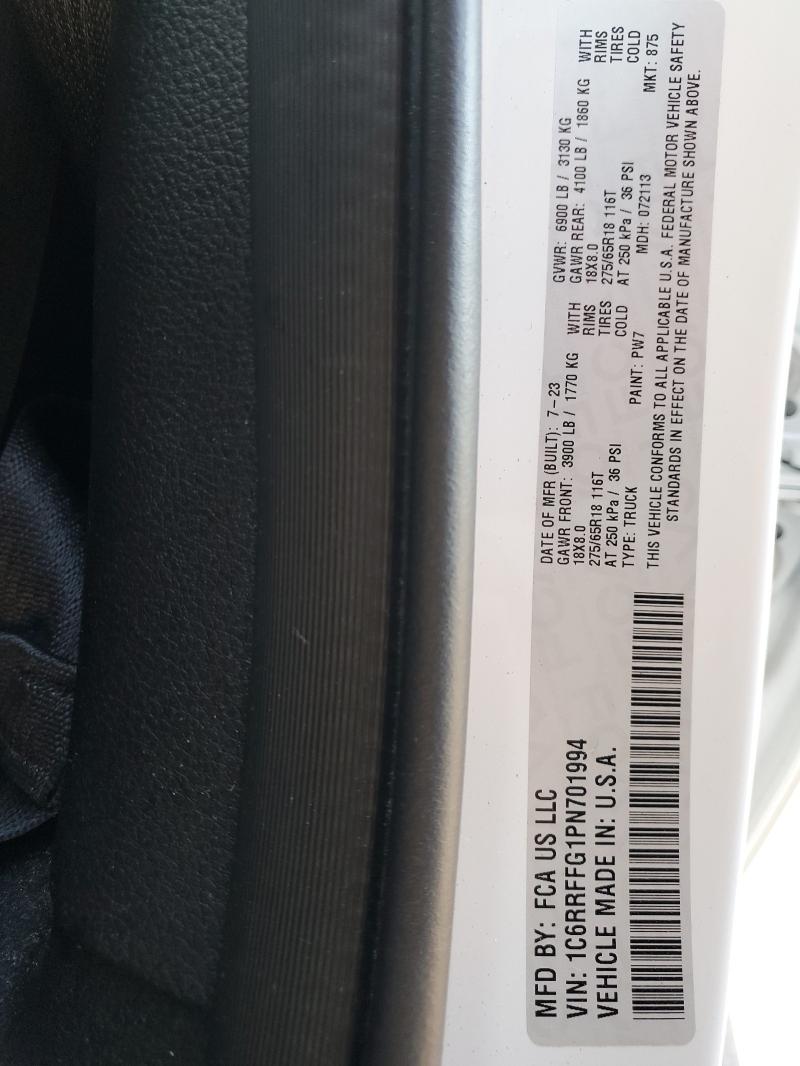 MFD BY: FCA US LLC
VIN: 1C6RRFFG1PN701994
VEHICLE MADE IN: U.S.A.
DATE OF MFR (BUILT): 7-23
GAWR FRONT: 3900 LB / 1770 KG WITH
18X8.0 RIMS
275/65R18 116T TIRES
AT 250 kPa / 36 PSI COLD
GVWR: 6900 LB / 3130 KG
GAWR REAR: 4100 LB / 1860 KG WITH
18X8.0 RIMS
275/65R18 116T TIRES
AT 250 kPa / 36 PSI COLD
TYPE: TRUCK PAINT: PW7 MDH: 072113 MKT: 875
THIS VEHICLE CONFORMS TO ALL APPLICABLE U.S.A. FEDERAL MOTOR VEHICLE SAFETY
STANDARDS IN EFFECT ON THE DATE OF MANUFACTURE SHOWN ABOVE.